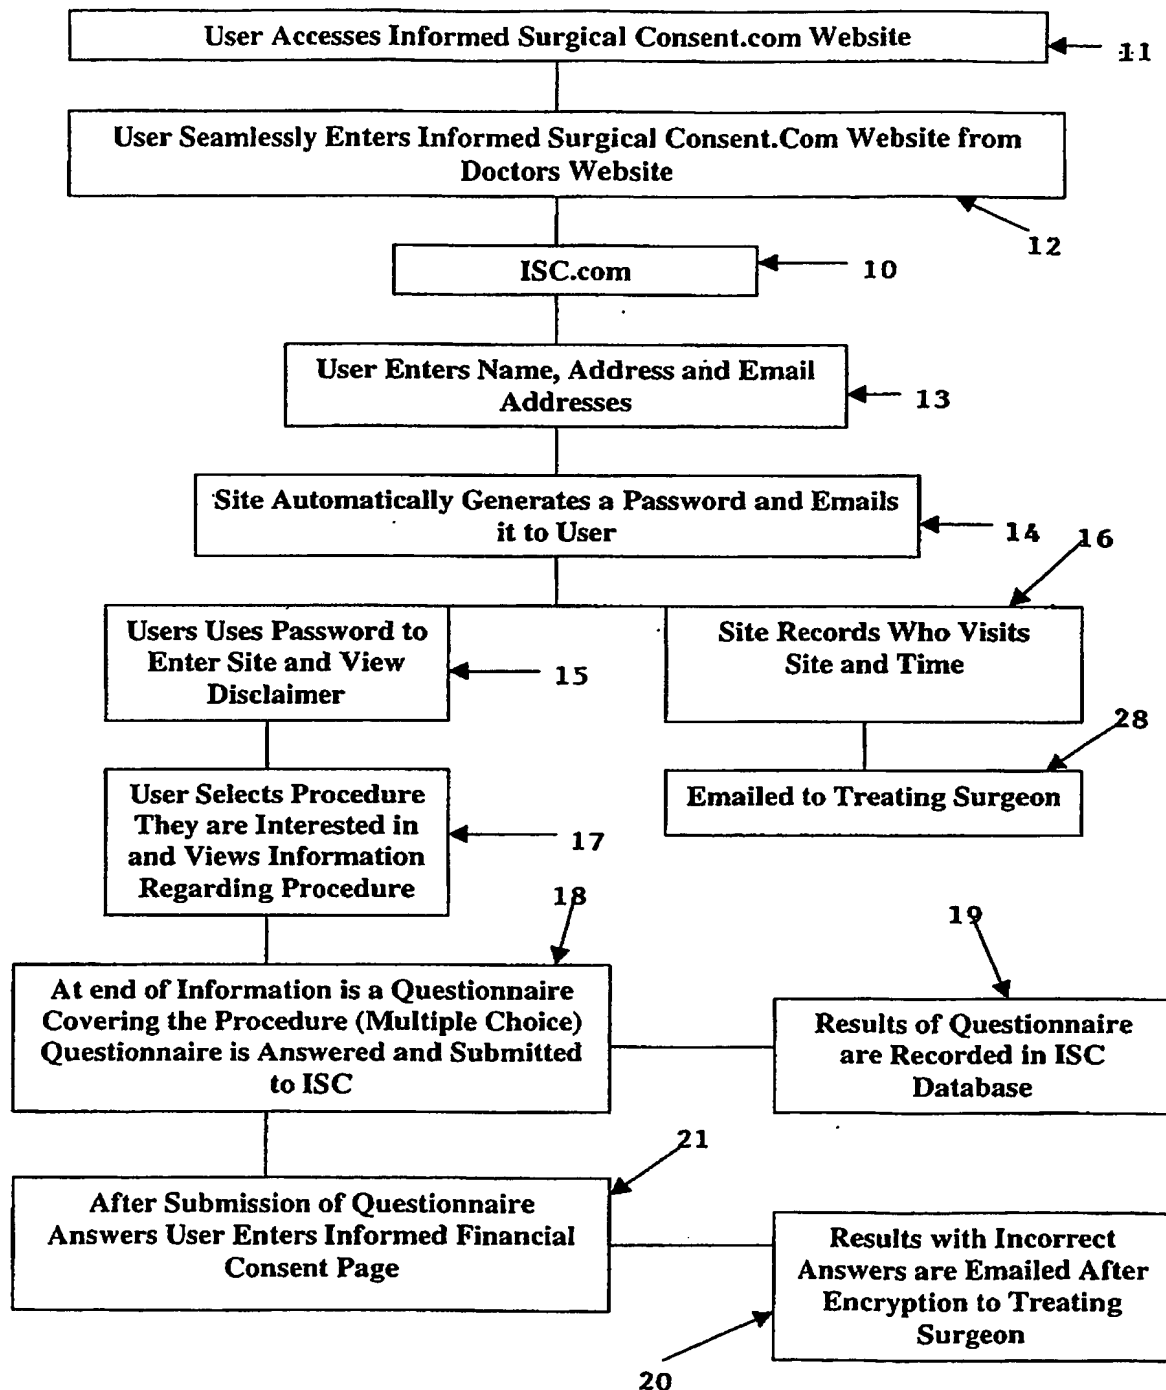 User Accesses Informed Surgical Consent.com Website
11
User Seamlessly Enters Informed Surgical Consent.Com Website from
Doctors Website
12
ISC.com
10
User Enters Name, Address and Email
Addresses
13
Site Automatically Generates a Password and Emails
it to User
14
16
Users Uses Password to
Enter Site and View
Disclaimer
15
Site Records Who Visits
Site and Time
28
User Selects Procedure
They are Interested in
and Views Information
Regarding Procedure
17
Emailed to Treating Surgeon
18
19
At end of Information is a Questionnaire
Covering the Procedure (Multiple Choice)
Questionnaire is Answered and Submitted
to ISC
Results of Questionnaire
are Recorded in ISC
Database
21
After Submission of Questionnaire
Answers User Enters Informed Financial
Consent Page
Results with Incorrect
Answers are Emailed After
Encryption to Treating
Surgeon
20